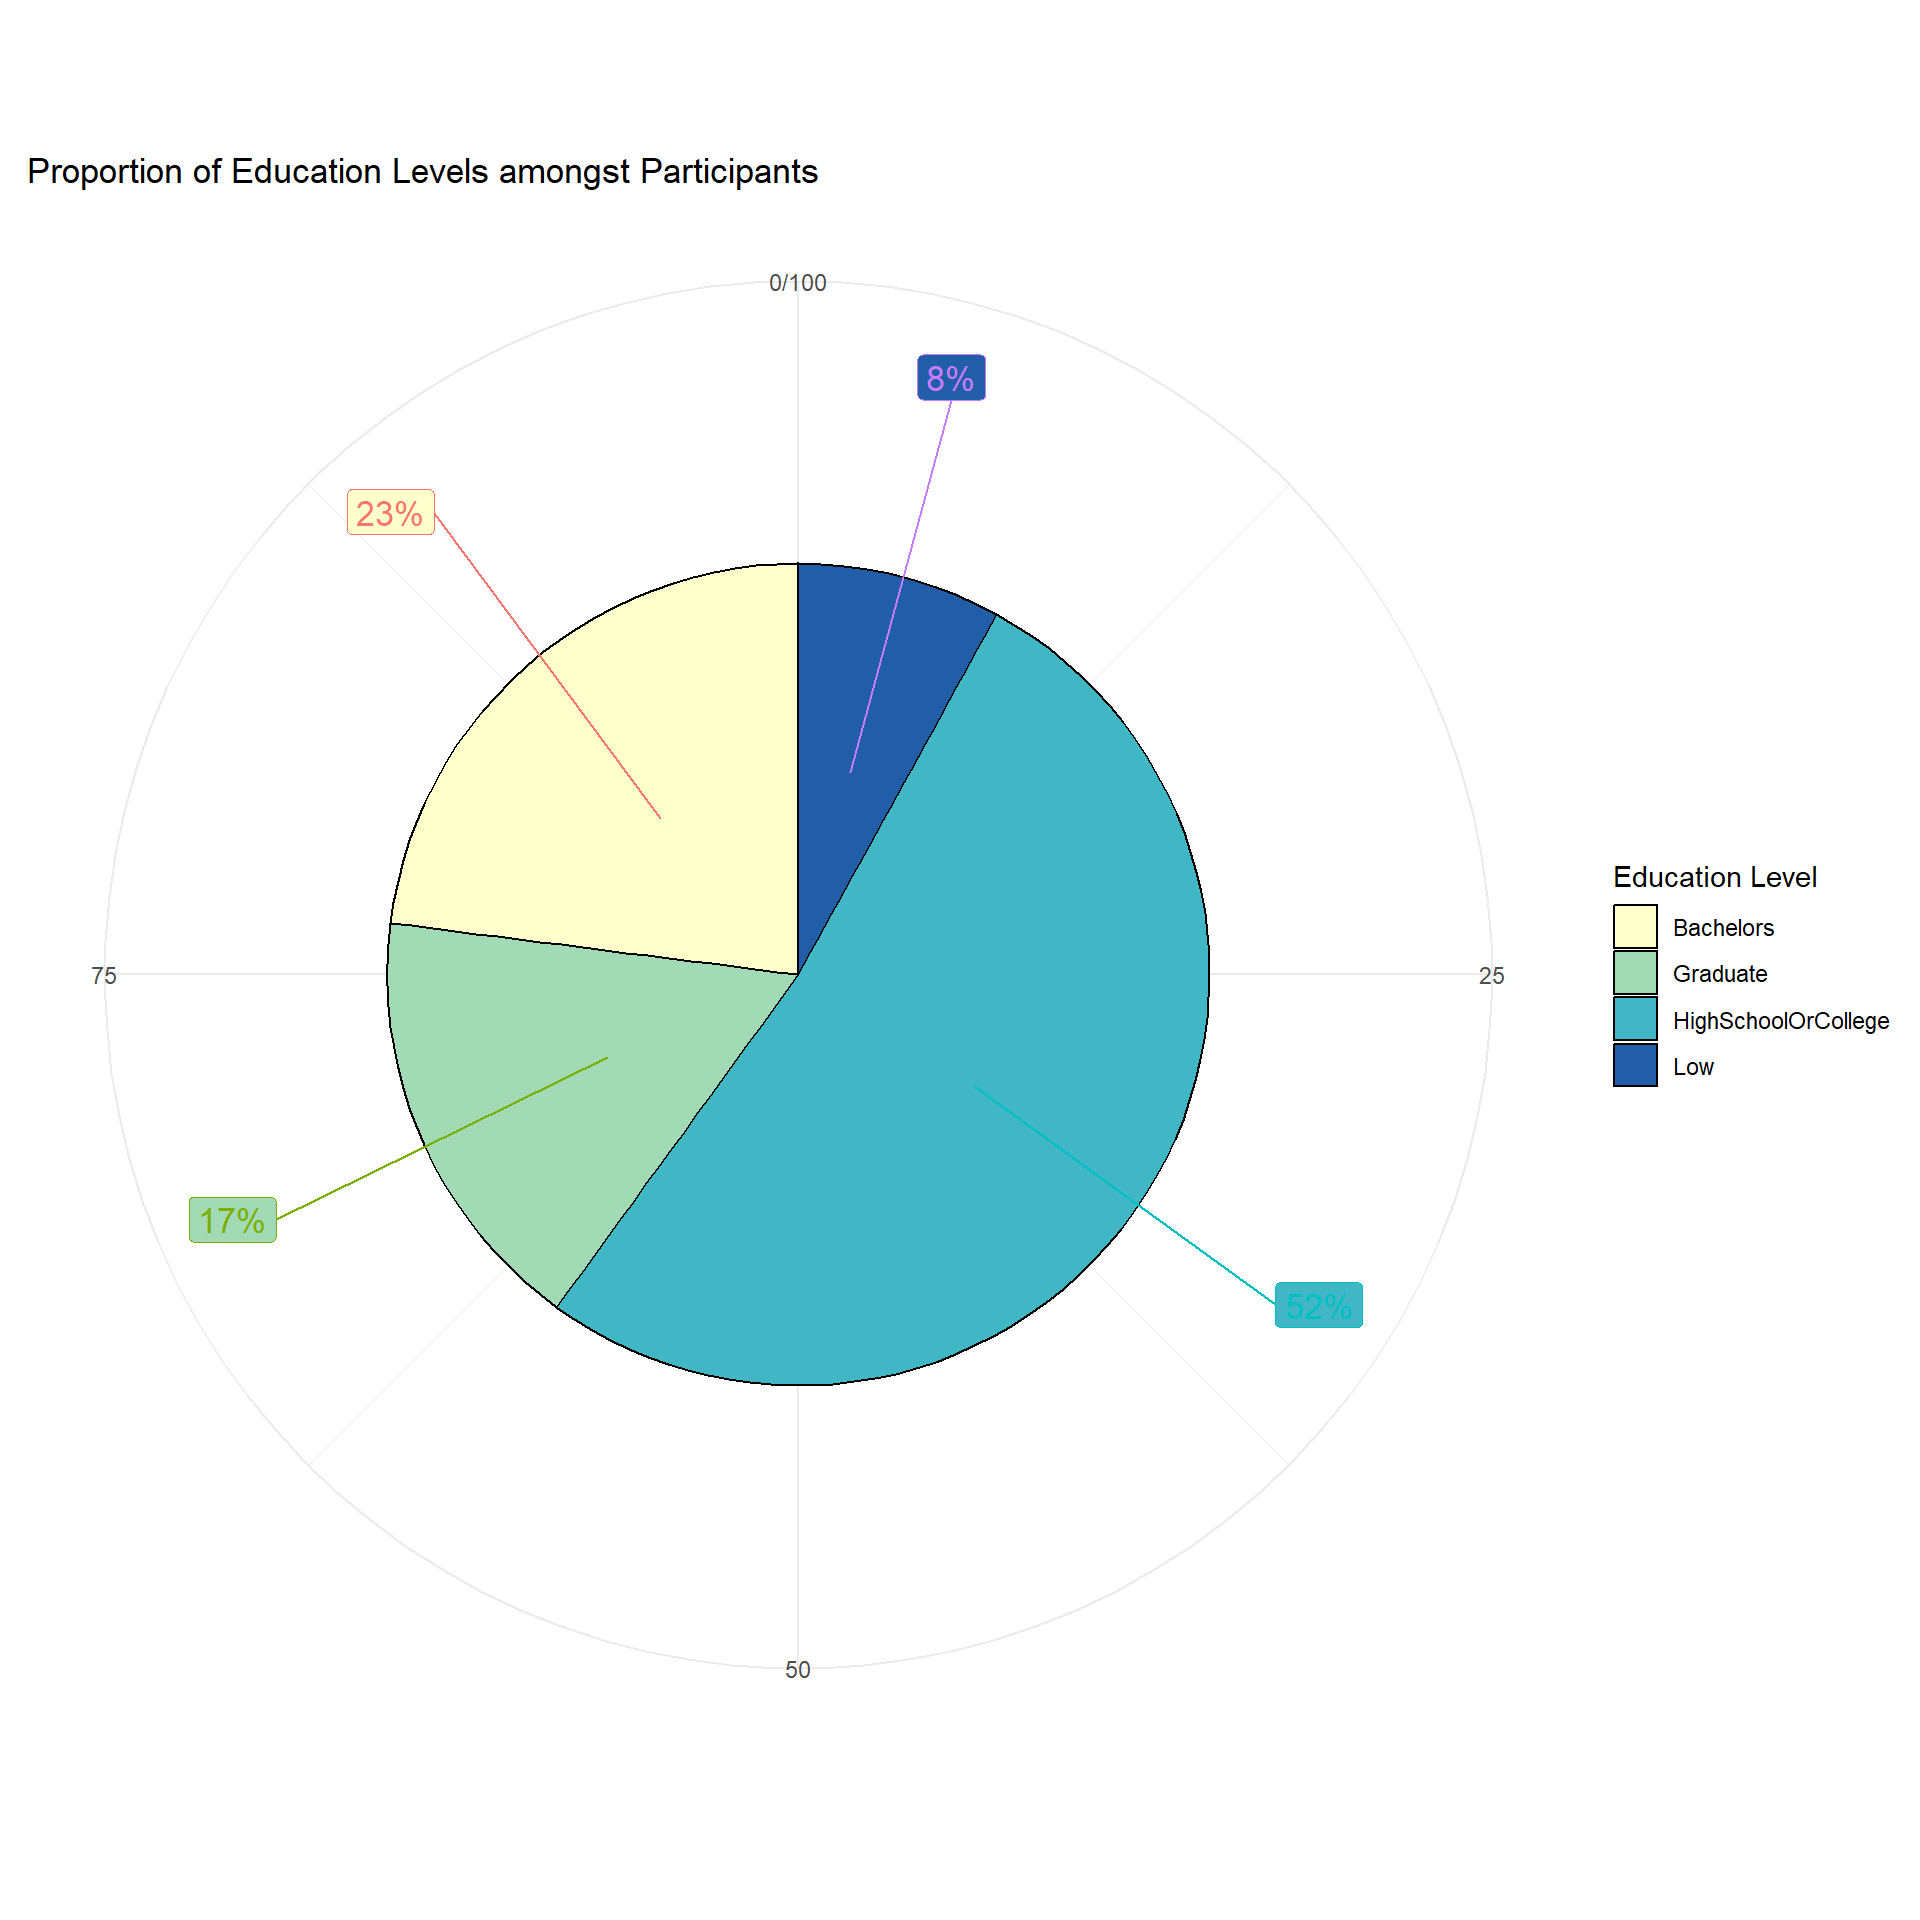 Proportion of Education Levels amongst Participants
0/100
8%
23%
Education Level
Bachelors
75
25
Graduate
HighSchoolOrCollege
Low
17%
52%
50